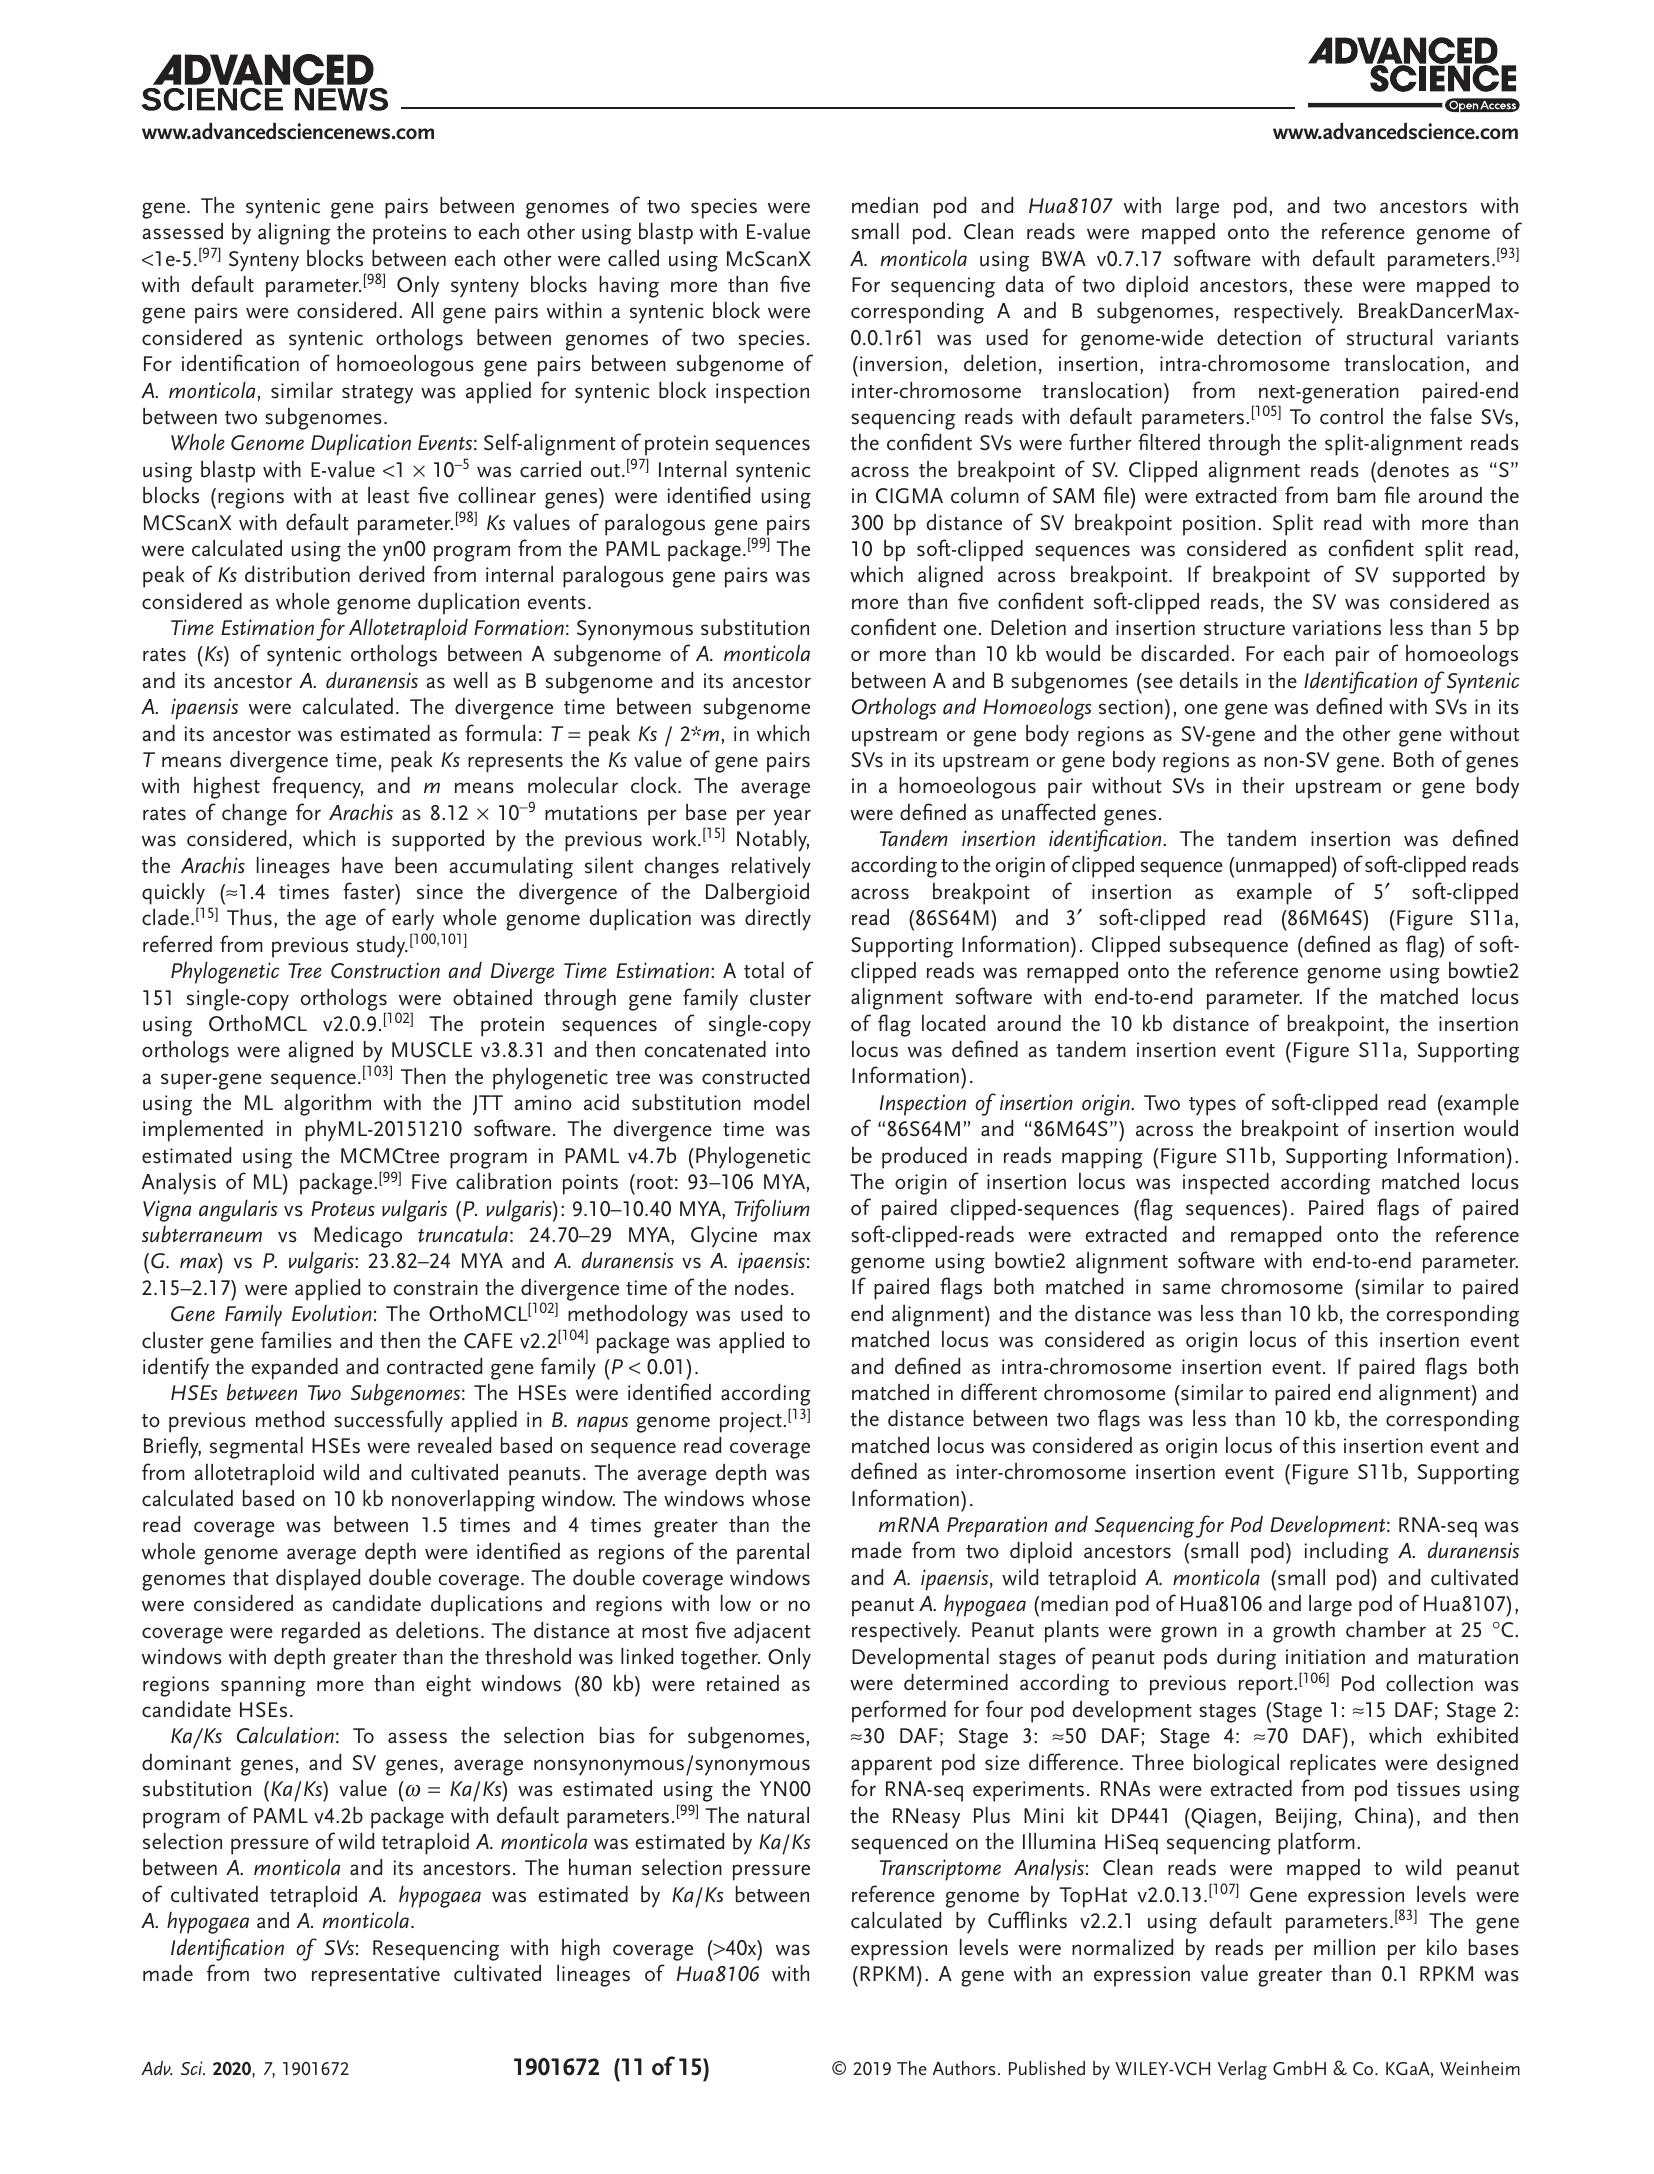 ADVANCED
SCIENCE NEWS
www.advancedsciencenews.com
ADVANCED
SCIENCE
Open Access
www.advancedscience.com
gene. The syntenic gene pairs between genomes of two species were
assessed by aligning the proteins to each other using blastp with E-value
<1e-5.[97] Synteny blocks between each other were called using McScanX
with default parameter.[98] Only synteny blocks having more than five
gene pairs were considered. All gene pairs within a syntenic block were
considered as syntenic orthologs between genomes of two species.
For identification of homoeologous gene pairs between subgenome of
A. monticola, similar strategy was applied for syntenic block inspection
between two subgenomes.
Whole Genome Duplication Events: Self-alignment of protein sequences
using blastp with E-value <1 × 10–5 was carried out.[97] Internal syntenic
blocks (regions with at least five collinear genes) were identified using
MCScanX with default parameter.[98] Ks values of paralogous gene pairs
were calculated using the yn00 program from the PAML package.[99] The
peak of Ks distribution derived from internal paralogous gene pairs was
considered as whole genome duplication events.
Time Estimation for Allotetraploid Formation: Synonymous substitution
rates (Ks) of syntenic orthologs between A subgenome of A. monticola
and its ancestor A. duranensis as well as B subgenome and its ancestor
A. ipaensis were calculated. The divergence time between subgenome
and its ancestor was estimated as formula: T = peak Ks / 2*m, in which
T means divergence time, peak Ks represents the Ks value of gene pairs
with highest frequency, and m means molecular clock. The average
rates of change for Arachis as 8.12 × 10–9 mutations per base per year
was considered, which is supported by the previous work.[15] Notably,
the Arachis lineages have been accumulating silent changes relatively
quickly (≈1.4 times faster) since the divergence of the Dalbergioid
clade.[15] Thus, the age of early whole genome duplication was directly
referred from previous study.[100,101]
Phylogenetic Tree Construction and Diverge Time Estimation: A total of
151 single-copy orthologs were obtained through gene family cluster
using OrthoMCL v2.0.9.[102] The protein sequences of single-copy
orthologs were aligned by MUSCLE v3.8.31 and then concatenated into
a super-gene sequence.[103] Then the phylogenetic tree was constructed
using the ML algorithm with the JTT amino acid substitution model
implemented in phyML-20151210 software. The divergence time was
estimated using the MCMCtree program in PAML v4.7b (Phylogenetic
Analysis of ML) package.[99] Five calibration points (root: 93–106 MYA,
Vigna angularis vs Proteus vulgaris (P. vulgaris): 9.10–10.40 MYA, Trifolium
subterraneum vs Medicago truncatula: 24.70–29 MYA, Glycine max
(G. max) vs P. vulgaris: 23.82–24 MYA and A. duranensis vs A. ipaensis:
2.15–2.17) were applied to constrain the divergence time of the nodes.
Gene Family Evolution: The OrthoMCL[102] methodology was used to
cluster gene families and then the CAFE v2.2[104] package was applied to
identify the expanded and contracted gene family (P < 0.01).
HSEs between Two Subgenomes: The HSEs were identified according
to previous method successfully applied in B. napus genome project.[13]
Briefly, segmental HSEs were revealed based on sequence read coverage
from allotetraploid wild and cultivated peanuts. The average depth was
calculated based on 10 kb nonoverlapping window. The windows whose
read coverage was between 1.5 times and 4 times greater than the
whole genome average depth were identified as regions of the parental
genomes that displayed double coverage. The double coverage windows
were considered as candidate duplications and regions with low or no
coverage were regarded as deletions. The distance at most five adjacent
windows with depth greater than the threshold was linked together. Only
regions spanning more than eight windows (80 kb) were retained as
candidate HSEs.
Ka/Ks Calculation: To assess the selection bias for subgenomes,
dominant genes, and SV genes, average nonsynonymous/synonymous
substitution (Ka/Ks) value (ω = Ka/Ks) was estimated using the YN00
program of PAML v4.2b package with default parameters.[99] The natural
selection pressure of wild tetraploid A. monticola was estimated by Ka/Ks
between A. monticola and its ancestors. The human selection pressure
of cultivated tetraploid A. hypogaea was estimated by Ka/Ks between
A. hypogaea and A. monticola.
Identification of SVs: Resequencing with high coverage (>40x) was
made from two representative cultivated lineages of Hua8106 with
median pod and Hua8107 with large pod, and two ancestors with
small pod. Clean reads were mapped onto the reference genome of
A. monticola using BWA v0.7.17 software with default parameters.[93]
For sequencing data of two diploid ancestors, these were mapped to
corresponding A and B subgenomes, respectively. BreakDancerMax-
0.0.1r61 was used for genome-wide detection of structural variants
(inversion, deletion, insertion, intra-chromosome translocation, and
inter-chromosome translocation) from next-generation paired-end
sequencing reads with default parameters.[105] To control the false SVs,
the confident SVs were further filtered through the split-alignment reads
across the breakpoint of SV. Clipped alignment reads (denotes as “S”
in CIGMA column of SAM file) were extracted from bam file around the
300 bp distance of SV breakpoint position. Split read with more than
10 bp soft-clipped sequences was considered as confident split read,
which aligned across breakpoint. If breakpoint of SV supported by
more than five confident soft-clipped reads, the SV was considered as
confident one. Deletion and insertion structure variations less than 5 bp
or more than 10 kb would be discarded. For each pair of homoeologs
between A and B subgenomes (see details in the Identification of Syntenic
Orthologs and Homoeologs section), one gene was defined with SVs in its
upstream or gene body regions as SV-gene and the other gene without
SVs in its upstream or gene body regions as non-SV gene. Both of genes
in a homoeologous pair without SVs in their upstream or gene body
were defined as unaffected genes.
Tandem insertion identification. The tandem insertion was defined
according to the origin of clipped sequence (unmapped) of soft-clipped reads
across breakpoint of insertion as example of 5′ soft-clipped
read (86S64M) and 3′ soft-clipped read (86M64S) (Figure S11a,
Supporting Information). Clipped subsequence (defined as flag) of soft-
clipped reads was remapped onto the reference genome using bowtie2
alignment software with end-to-end parameter. If the matched locus
of flag located around the 10 kb distance of breakpoint, the insertion
locus was defined as tandem insertion event (Figure S11a, Supporting
Information).
Inspection of insertion origin. Two types of soft-clipped read (example
of “86S64M” and “86M64S”) across the breakpoint of insertion would
be produced in reads mapping (Figure S11b, Supporting Information).
The origin of insertion locus was inspected according matched locus
of paired clipped-sequences (flag sequences). Paired flags of paired
soft-clipped-reads were extracted and remapped onto the reference
genome using bowtie2 alignment software with end-to-end parameter.
If paired flags both matched in same chromosome (similar to paired
end alignment) and the distance was less than 10 kb, the corresponding
matched locus was considered as origin locus of this insertion event
and defined as intra-chromosome insertion event. If paired flags both
matched in different chromosome (similar to paired end alignment) and
the distance between two flags was less than 10 kb, the corresponding
matched locus was considered as origin locus of this insertion event and
defined as inter-chromosome insertion event (Figure S11b, Supporting
Information).
mRNA Preparation and Sequencing for Pod Development: RNA-seq was
made from two diploid ancestors (small pod) including A. duranensis
and A. ipaensis, wild tetraploid A. monticola (small pod) and cultivated
peanut A. hypogaea (median pod of Hua8106 and large pod of Hua8107),
respectively. Peanut plants were grown in a growth chamber at 25 °C.
Developmental stages of peanut pods during initiation and maturation
were determined according to previous report.[106] Pod collection was
performed for four pod development stages (Stage 1: ≈15 DAF; Stage 2:
≈30 DAF; Stage 3: ≈50 DAF; Stage 4: ≈70 DAF), which exhibited
apparent pod size difference. Three biological replicates were designed
for RNA-seq experiments. RNAs were extracted from pod tissues using
the RNeasy Plus Mini kit DP441 (Qiagen, Beijing, China), and then
sequenced on the Illumina HiSeq sequencing platform.
Transcriptome Analysis: Clean reads were mapped to wild peanut
reference genome by TopHat v2.0.13.[107] Gene expression levels were
calculated by Cufflinks v2.2.1 using default parameters.[83] The gene
expression levels were normalized by reads per million per kilo bases
(RPKM). A gene with an expression value greater than 0.1 RPKM was
Adv. Sci. 2020, 7, 1901672
1901672 (11 of 15)
© 2019 The Authors. Published by WILEY-VCH Verlag GmbH & Co. KGaA, Weinheim